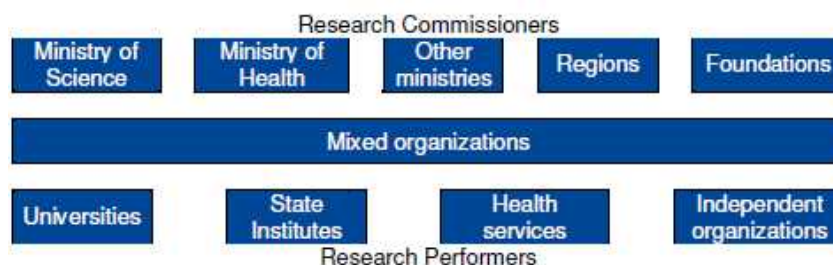 Research Commissioners
Ministry of
Science
Ministry of
Health
Other
ministries
Regions
Foundations
Mixed organizations
Universities
State
Institutes
Health
services
Independent
organizations
Research Performers